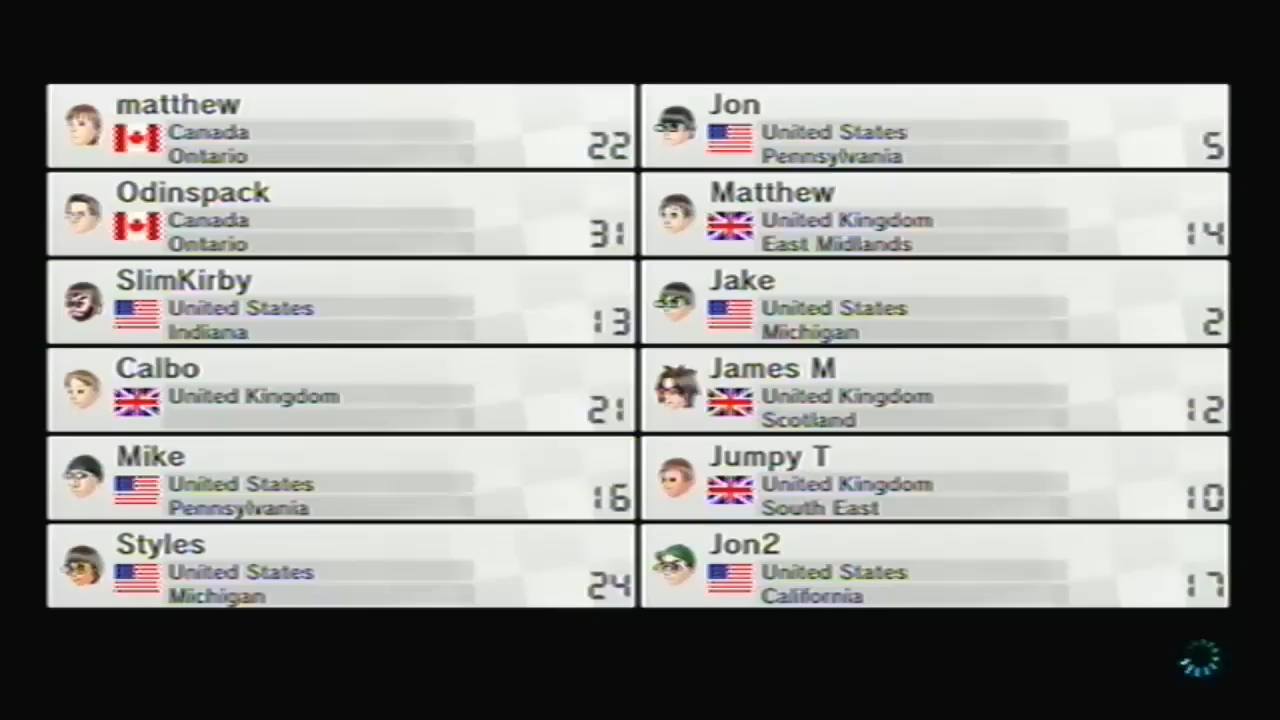 matthew
Canada
Ontario
22
Odinspack
Canada
Ontario
31
SlimKirby
United States
Indiana
13
Calbo
United Kingdom
21
Mike
United States
Pennsylvania
16
Styles
United States
Michigan
24
Jon
United States
Pennsylvania
5
Matthew
United Kingdom
East Midlands
14
Jake
United States
Michigan
2
James M
United Kingdom
Scotland
12
Jumpy T
United Kingdom
South East
10
Jon2
United States
California
17